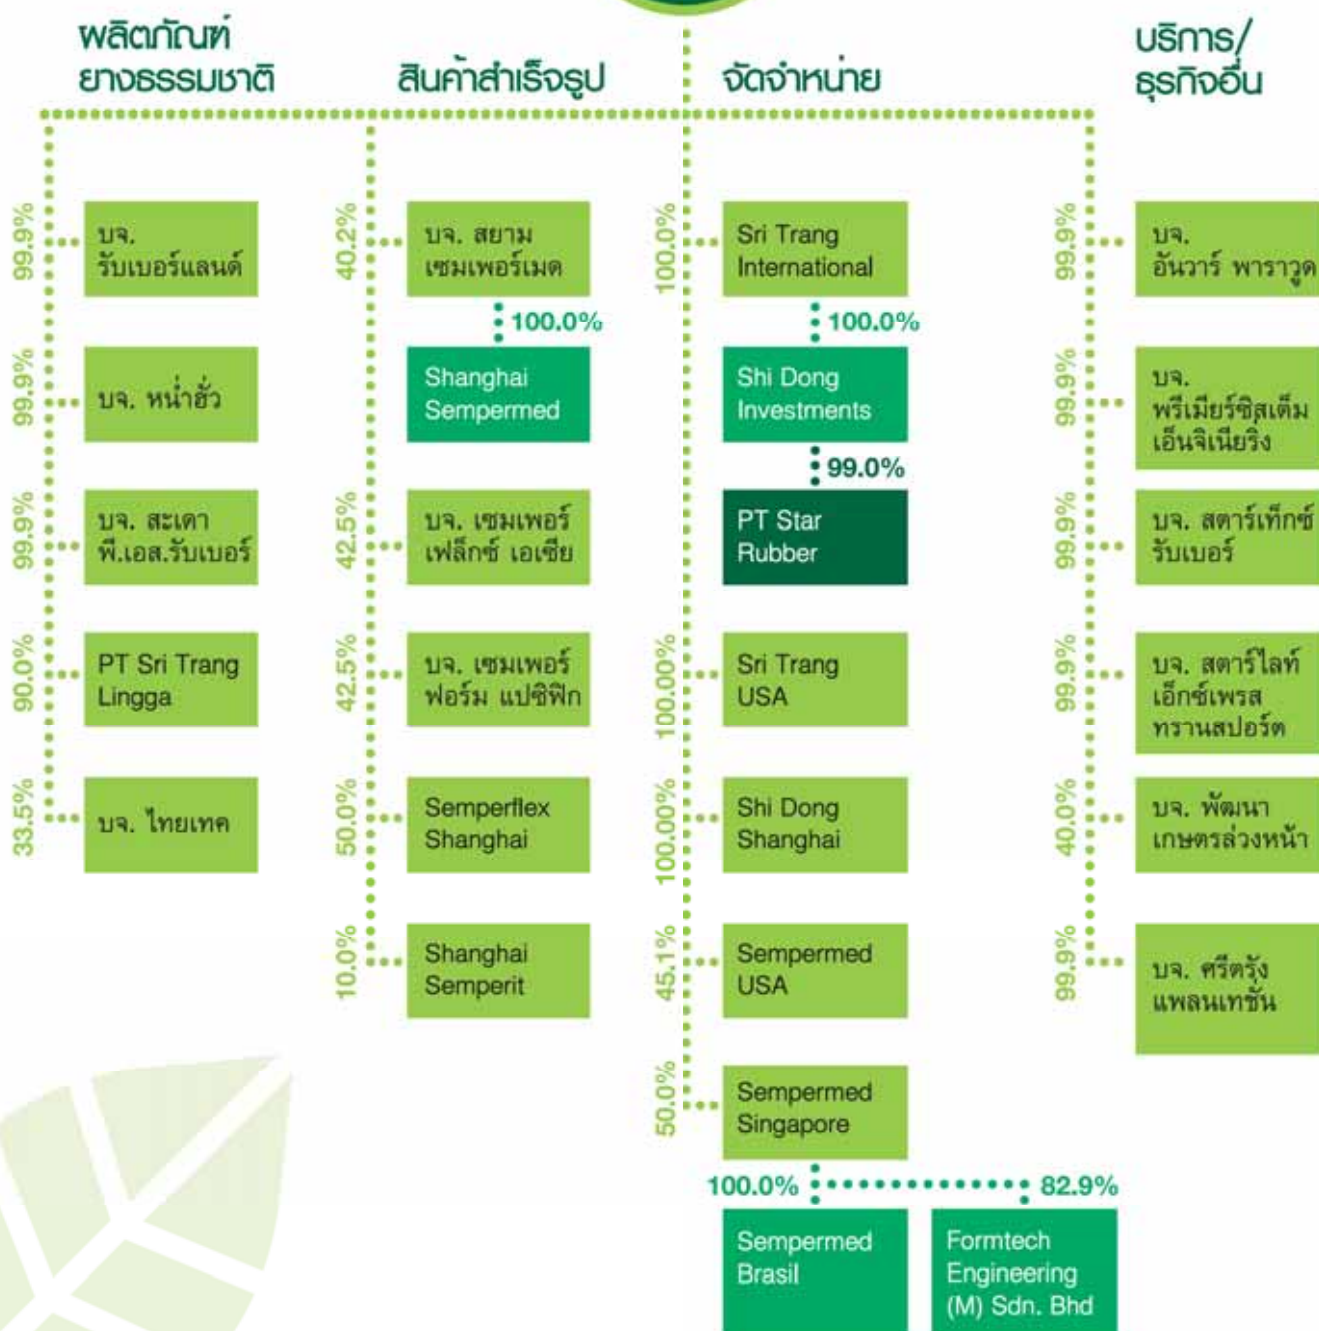 ผลิตภัณฑ์
ยางธรรมชาติ
99.9%
บจ.
รับเบอร์แลนด์
99.9%
บจ. หน่ำฮั่ว
99.9%
บจ. สะเดา
พี.เอส.รับเบอร์
90.0%
PT Sri Trang
Lingga
33.5%
บจ. ไทยเทค
สินค้าสำเร็จรูป
40.2%
บจ. สยาม
เซมเพอร์เมด
100.0%
Shanghai
Sempermed
42.5%
บจ. เซมเพอร์
เฟล็กซ์ เอเซีย
42.5%
บจ. เซมเพอร์
ฟอร์ม แปซิฟิก
50.0%
Semperflex
Shanghai
10.0%
Shanghai
Semperit
จัดจำหน่าย
100.0%
Sri Trang
International
100.0%
Shi Dong
Investments
99.0%
PT Star
Rubber
100.00%
Sri Trang
USA
100.00%
Shi Dong
Shanghai
45.1%
Sempermed
USA
50.0%
Sempermed
Singapore
100.0%
82.9%
Sempermed
Brasil
Formtech
Engineering
(M) Sdn. Bhd
บริการ/
ธุรกิจอื่น
99.9%
บจ.
อันวาร์ พาราวูด
99.9%
บจ.
พรีเมียร์ซิสเต็ม
เอ็นจิเนียริ่ง
99.9%
บจ. สตาร์เท็กซ์
รับเบอร์
99.9%
บจ. สตาร์ไลท์
เอ็กซ์เพรส
ทรานสปอร์ต
40.0%
บจ. พัฒนา
เกษตรล่วงหน้า
99.9%
บจ. ศรีตรัง
แพลนเทชั่น